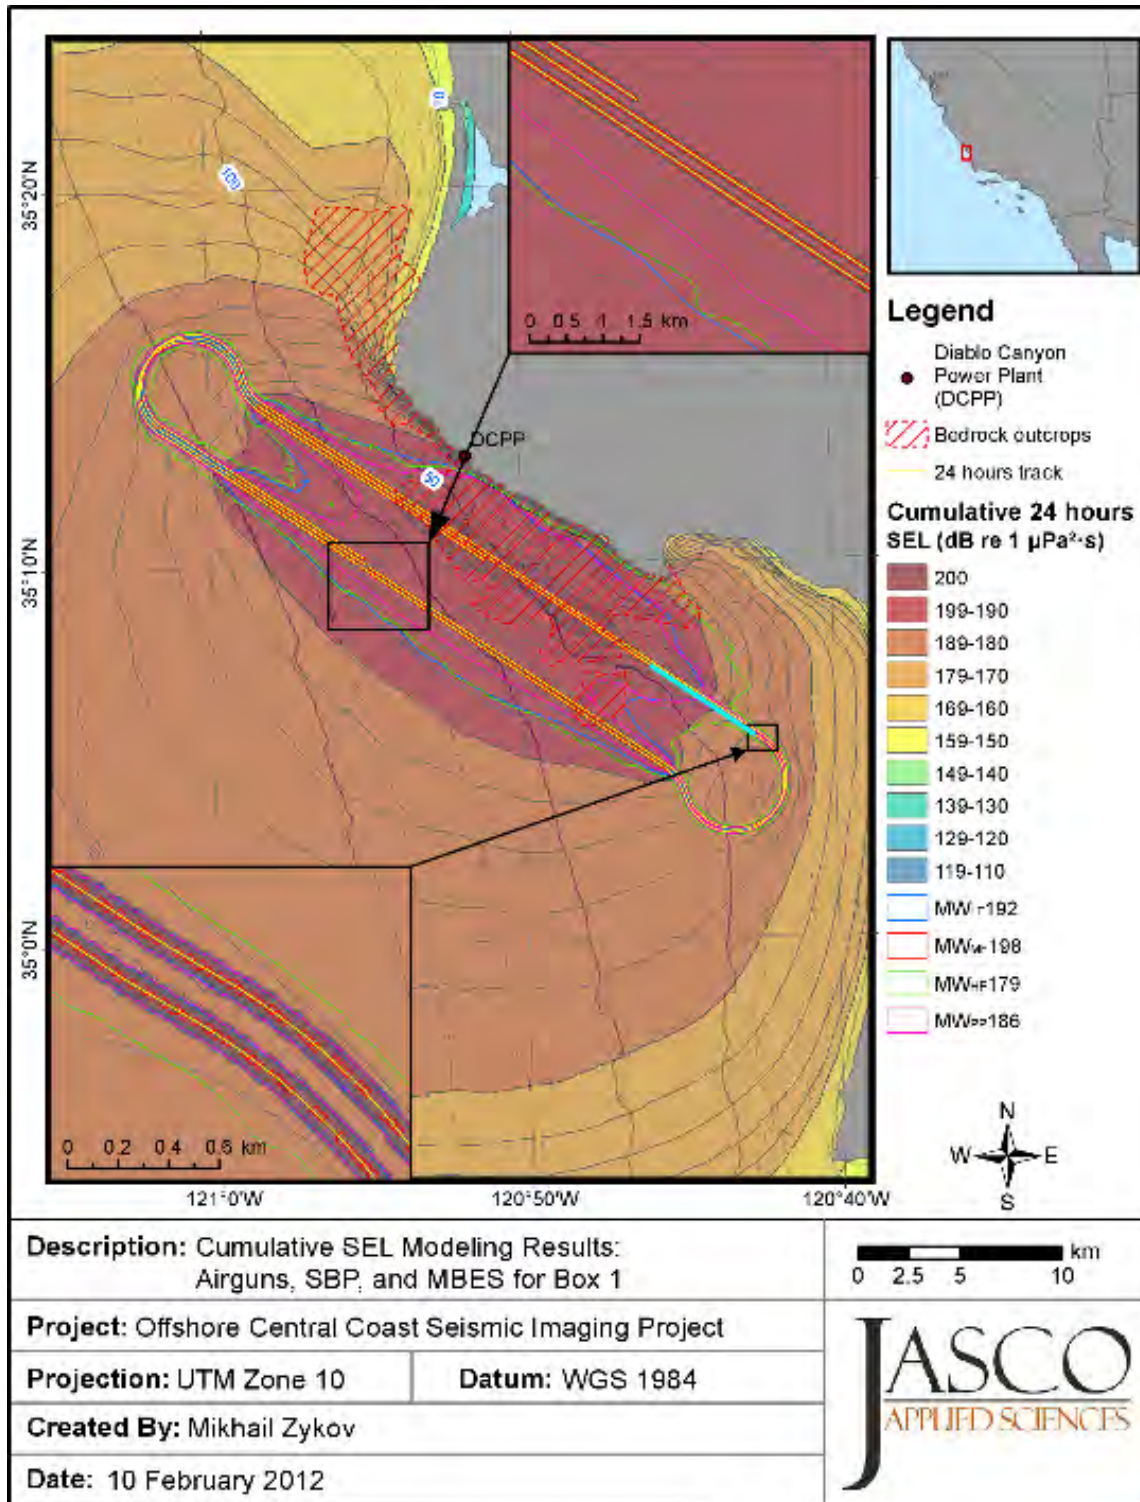 35°20'N
35°10'N
35°0'N
10
100
50
DCPP
0 0.5 1 1.5 km
0 0.2 0.4 0.6 km
121°0'W
120°50'W
120°40'W
Legend
Diablo Canyon
Power Plant
(DCPP)
Bedrock outcrops
24 hours track
Cumulative 24 hours
SEL (dB re 1 µPa²·s)
200
199-190
189-180
179-170
169-160
159-150
149-140
139-130
129-120
119-110
192
198
MWHF179
186
N
W E
S
Description: Cumulative SEL Modeling Results:
Airguns, SBP, and MBES for Box 1
Project: Offshore Central Coast Seismic Imaging Project
Projection: UTM Zone 10
Datum: WGS 1984
Created By: Mikhail Zykov
Date: 10 February 2012
km
0 2.5 5 10
JASCO
APPLIED SCIENCES